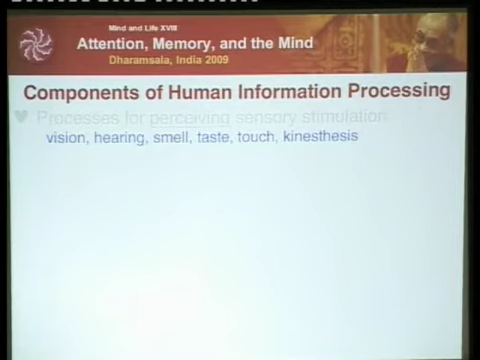 Mind and Life XVIII
Attention, Memory, and the Mind
Dharamsala, India 2009
Components of Human Information Processing
Processes for perceiving sensory stimulation
vision, hearing, smell, taste, touch, kinesthesis